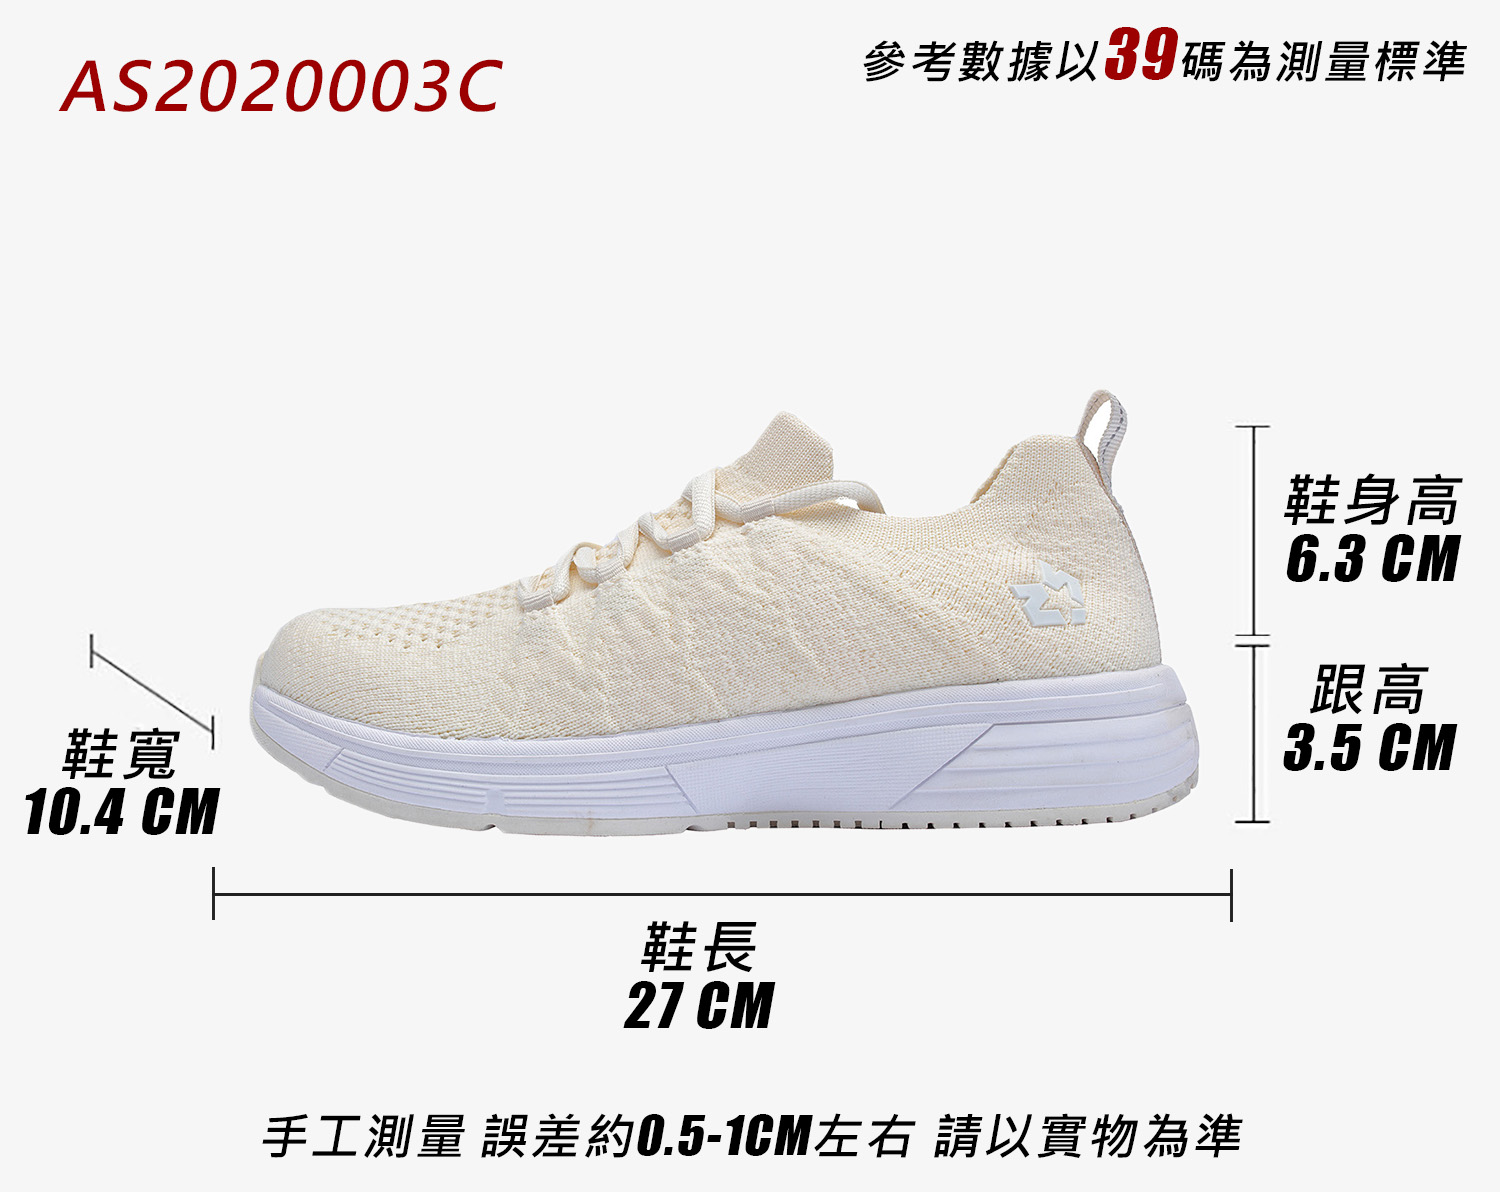 AS2020003C
參考數據以39碼為測量標準
鞋身高
6.3 CM
跟高
3.5 CM
鞋寬
10.4 CM
鞋長
27 CM
手工測量 誤差約0.5-1CM左右 請以實物為準